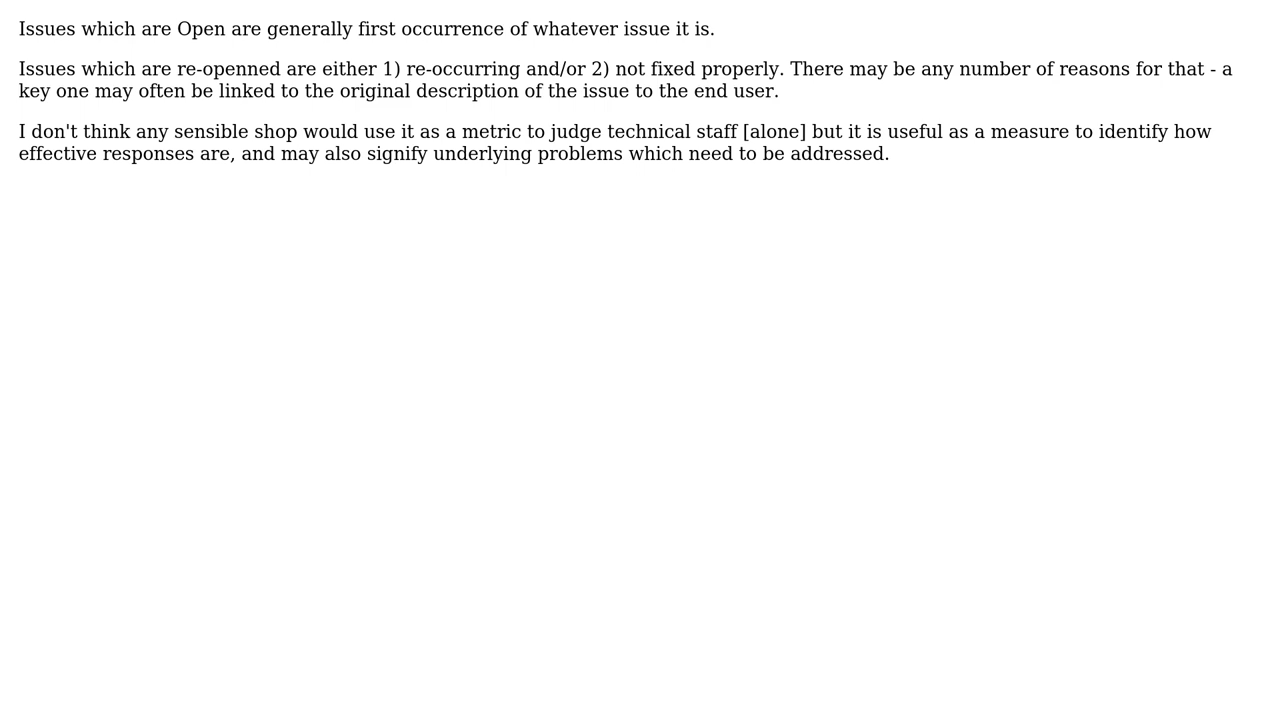 Issues which are Open are generally first occurrence of whatever issue it is.
Issues which are re-openned are either 1) re-occurring and/or 2) not fixed properly. There may be any number of reasons for that - a
key one may often be linked to the original description of the issue to the end user.
I don't think any sensible shop would use it as a metric to judge technical staff [alone] but it is useful as a measure to identify how
effective responses are, and may also signify underlying problems which need to be addressed.